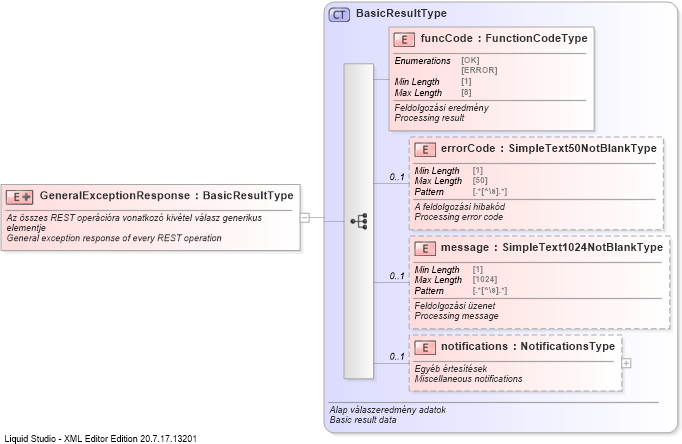 CT BasicResultType
E funcCode : FunctionCodeType
Enumerations [OK]
[ERROR]
Min Length [1]
Max Length [8]
Feldolgozási eredmény
Processing result
0..1
E errorCode : SimpleText50NotBlankType
Min Length [1]
Max Length [50]
Pattern [.*[^\s].*]
A feldolgozási hibakód
Processing error code
E GeneralExceptionResponse : BasicResultType
Az összes REST operációra vonatkozó kivétel válasz generikus
elementje
General exception response of every REST operation
0..1
E message : SimpleText1024NotBlankType
Min Length [1]
Max Length [1024]
Pattern [.*[^\s].*]
Feldolgozási üzenet
Processing message
0..1
E notifications : NotificationsType
Egyéb értesítések
Miscellaneous notifications
Alap válaszeredmény adatok
Basic result data
Liquid Studio - XML Editor Edition 20.7.17.13201